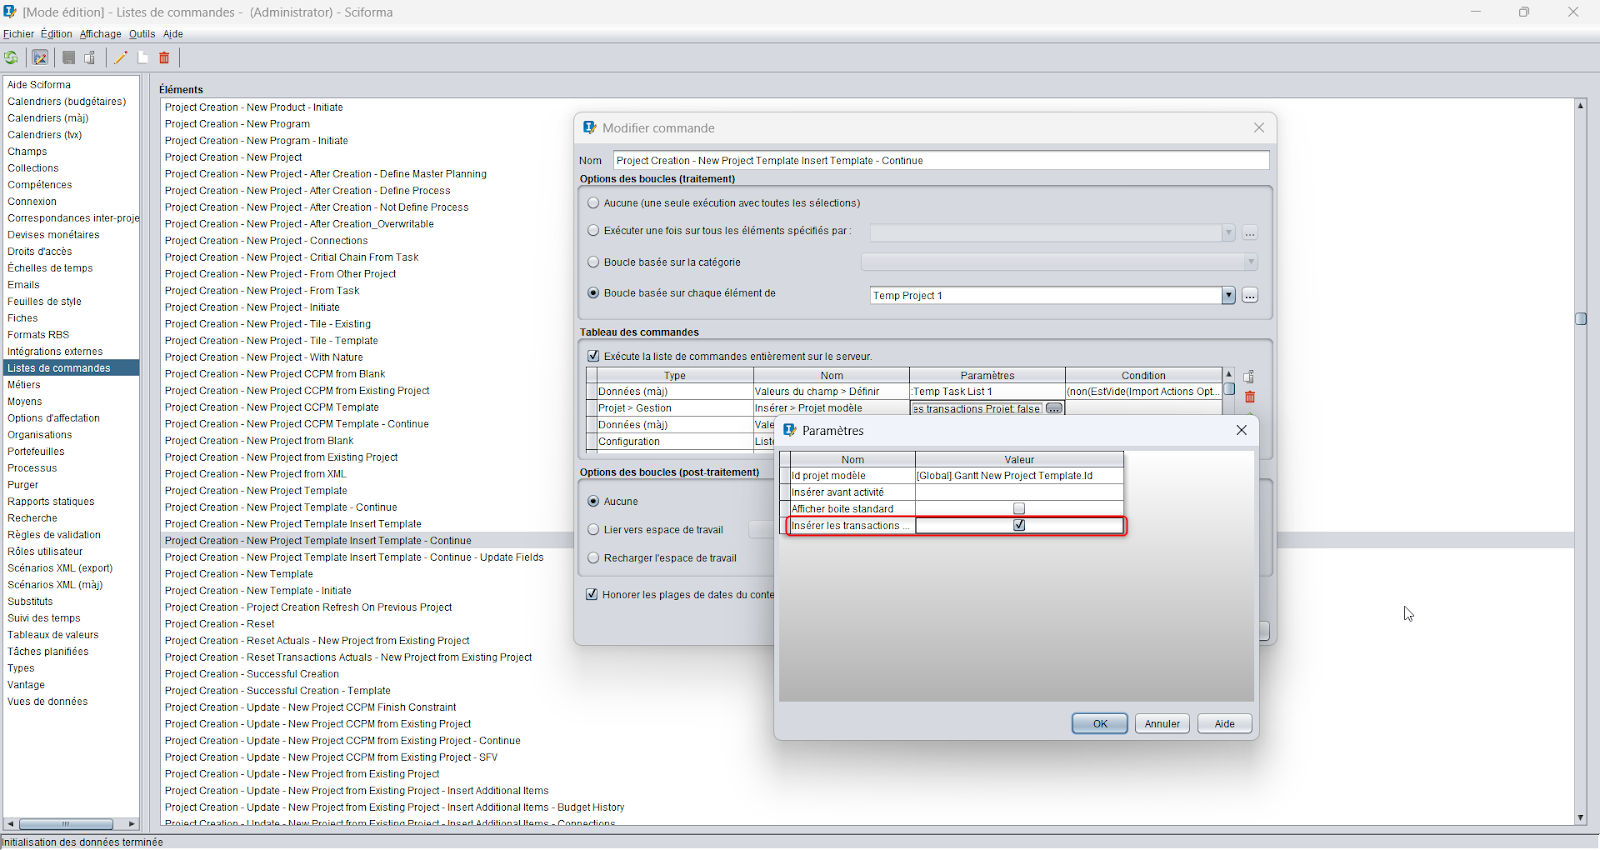 [Mode édition] - Listes de commandes -  (Administrator) - Sciforma
Fichier Édition Affichage Outils Aide
Aide Sciforma
Calendriers (budgétaires)
Calendriers (màj)
Calendriers (tvx)
Champs
Collections
Compétences
Connexion
Correspondances inter-proje
Devises monétaires
Droits d'accès
Échelles de temps
Emails
Feuilles de style
Fiches
Formats RBS
Intégrations externes
Listes de commandes
Métiers
Moyens
Options d'affectation
Organisations
Portefeuilles
Processus
Purger
Rapports statiques
Recherche
Règles de validation
Rôles utilisateur
Scénarios XML (export)
Scénarios XML (màj)
Substituts
Suivi des temps
Tableaux de valeurs
Tâches planifiées
Types
Vantage
Vues de données
Éléments
Project Creation - New Product - Initiate
Project Creation - New Program
Project Creation - New Program - Initiate
Project Creation - New Project
Project Creation - New Project - After Creation - Define Master Planning
Project Creation - New Project - After Creation - Define Process
Project Creation - New Project - After Creation - Not Define Process
Project Creation - New Project - After Creation_Overwritable
Project Creation - New Project - Connections
Project Creation - New Project - Critial Chain From Task
Project Creation - New Project - From Other Project
Project Creation - New Project - From Task
Project Creation - New Project - Initiate
Project Creation - New Project - Tile - Existing
Project Creation - New Project - Tile - Template
Project Creation - New Project - With Nature
Project Creation - New Project CCPM from Blank
Project Creation - New Project CCPM from Existing Project
Project Creation - New Project CCPM Template
Project Creation - New Project CCPM Template - Continue
Project Creation - New Project from Blank
Project Creation - New Project from Existing Project
Project Creation - New Project from XML
Project Creation - New Project Template
Project Creation - New Project Template - Continue
Project Creation - New Project Template Insert Template
Project Creation - New Project Template Insert Template - Continue
Project Creation - New Project Template Insert Template - Continue - Update Fields
Project Creation - New Template
Project Creation - New Template - Initiate
Project Creation - Project Creation Refresh On Previous Project
Project Creation - Reset
Project Creation - Reset Actuals - New Project from Existing Project
Project Creation - Reset Transactions Actuals - New Project from Existing Project
Project Creation - Successful Creation
Project Creation - Successful Creation - Template
Project Creation - Update - New Project CCPM Finish Constraint
Project Creation - Update - New Project CCPM from Existing Project
Project Creation - Update - New Project CCPM from Existing Project - Continue
Project Creation - Update - New Project CCPM from Existing Project - SFV
Project Creation - Update - New Project from Existing Project
Project Creation - Update - New Project from Existing Project - Insert Additional Items
Project Creation - Update - New Project from Existing Project - Insert Additional Items - Budget History
Project Creation - Update - New Project from Existing Project - Insert Additional Items - Connections
Modifier commande
Nom Project Creation - New Project Template Insert Template - Continue
Options des boucles (traitement)
Aucune (une seule exécution avec toutes les sélections)
Exécuter une fois sur tous les éléments spécifiés par :
...
Boucle basée sur la catégorie
Boucle basée sur chaque élément de
Temp Project 1
...
Tableau des commandes
Exécute la liste de commandes entièrement sur le serveur.
Type Nom Paramètres Condition
Données (màj) Valeurs du champ > Définir :Temp Task List 1 (non(EstVide(Import Actions Opt...
Projet > Gestion Insérer > Projet modèle es transactions Projet: false ...
Données (màj) Vale
Configuration Liste
Options des boucles (post-traitement)
Aucune
Lier vers espace de travail
Recharger l'espace de travail
Honorer les plages de dates du conte
Paramètres
Nom Valeur
Id projet modèle [Global].Gantt New Project Template.Id
Insérer avant activité
Afficher boite standard
Insérer les transactions ...
OK Annuler Aide
Initialisation des données terminée